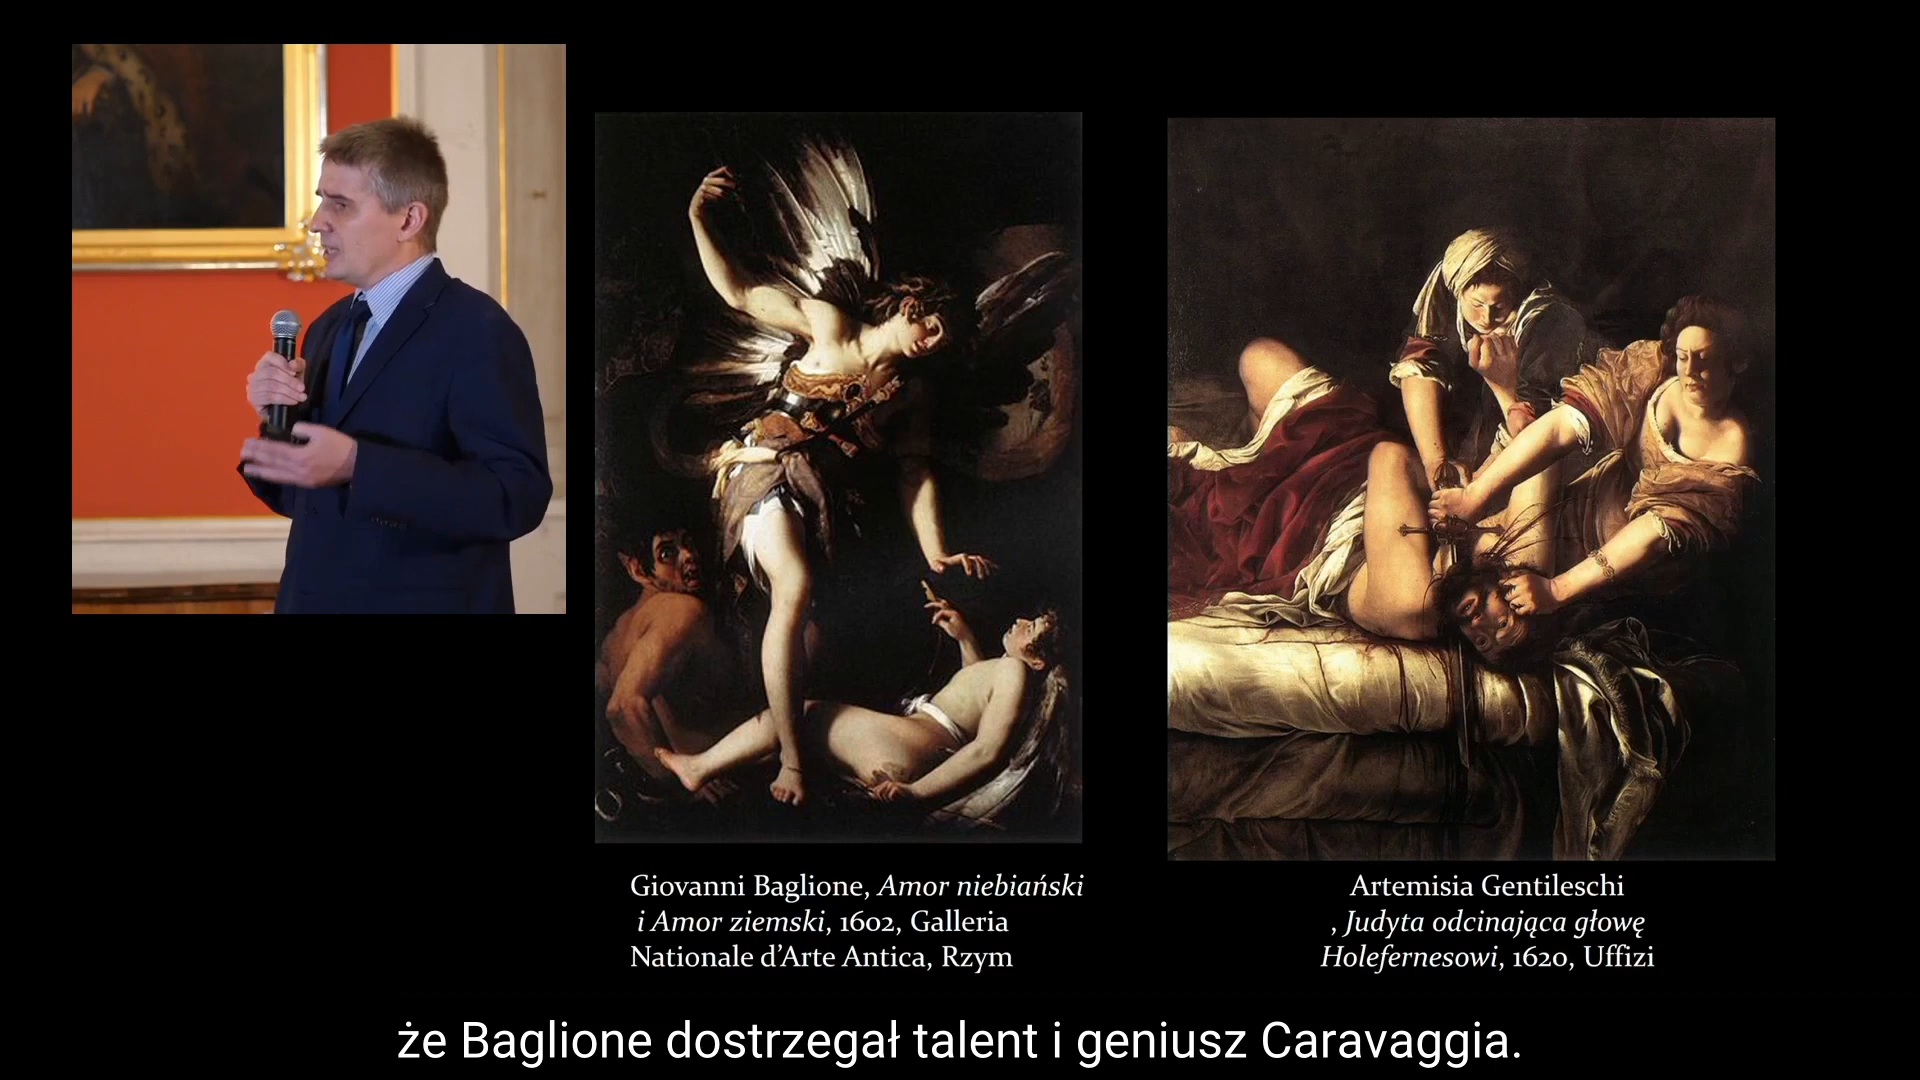 Giovanni Baglione, Amor niebiański
i Amor ziemski, 1602, Galleria
Nationale d’Arte Antica, Rzym
Artemisia Gentileschi
, Judyta odcinająca głowę
Holefernesowi, 1620, Uffizi
że Baglione dostrzegał talent i geniusz Caravaggia.